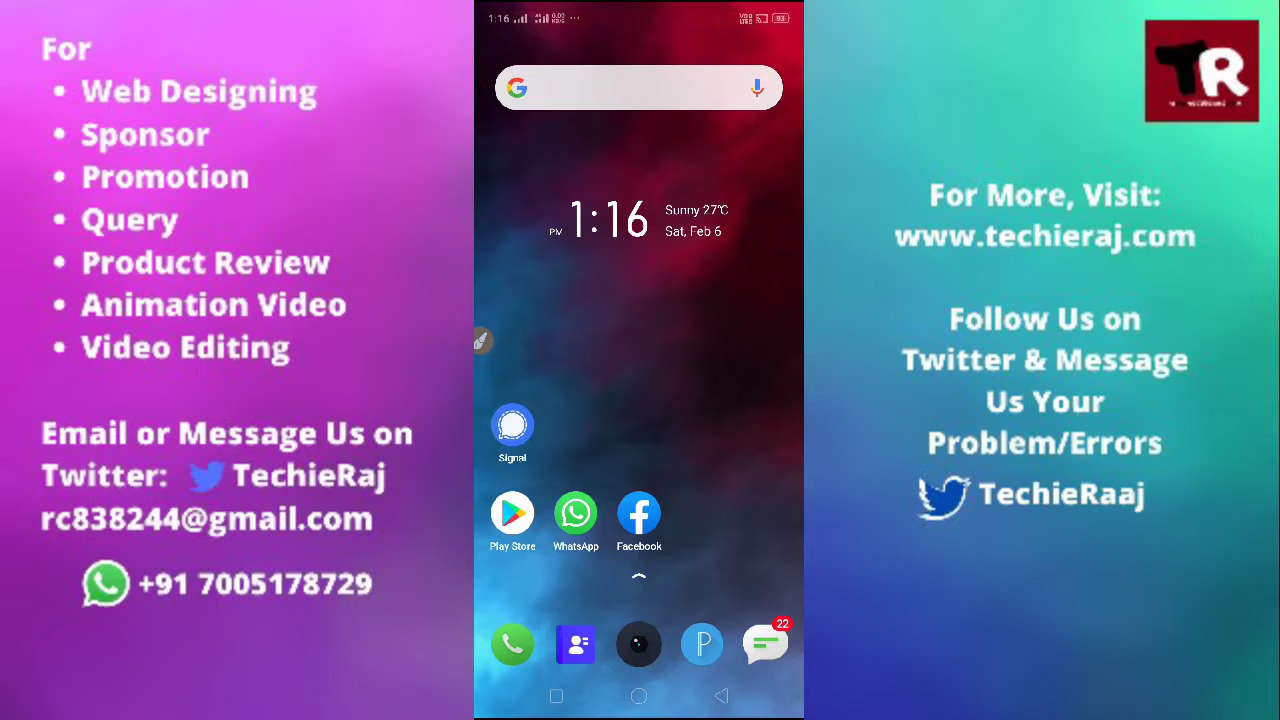 For
• Web Designing
• Sponsor
• Promotion
• Query
• Product Review
• Animation Video
• Video Editing
Email or Message Us on
Twitter: TechieRaj
rc838244@gmail.com
+91 7005178729
1:16
PM 1:16
Sunny 27°C
Sat, Feb 6
Signal
Play Store WhatsApp Facebook
22
TR
For More, Visit:
www.techieraj.com
Follow Us on
Twitter & Message
Us Your
Problem/Errors
TechieRaaj